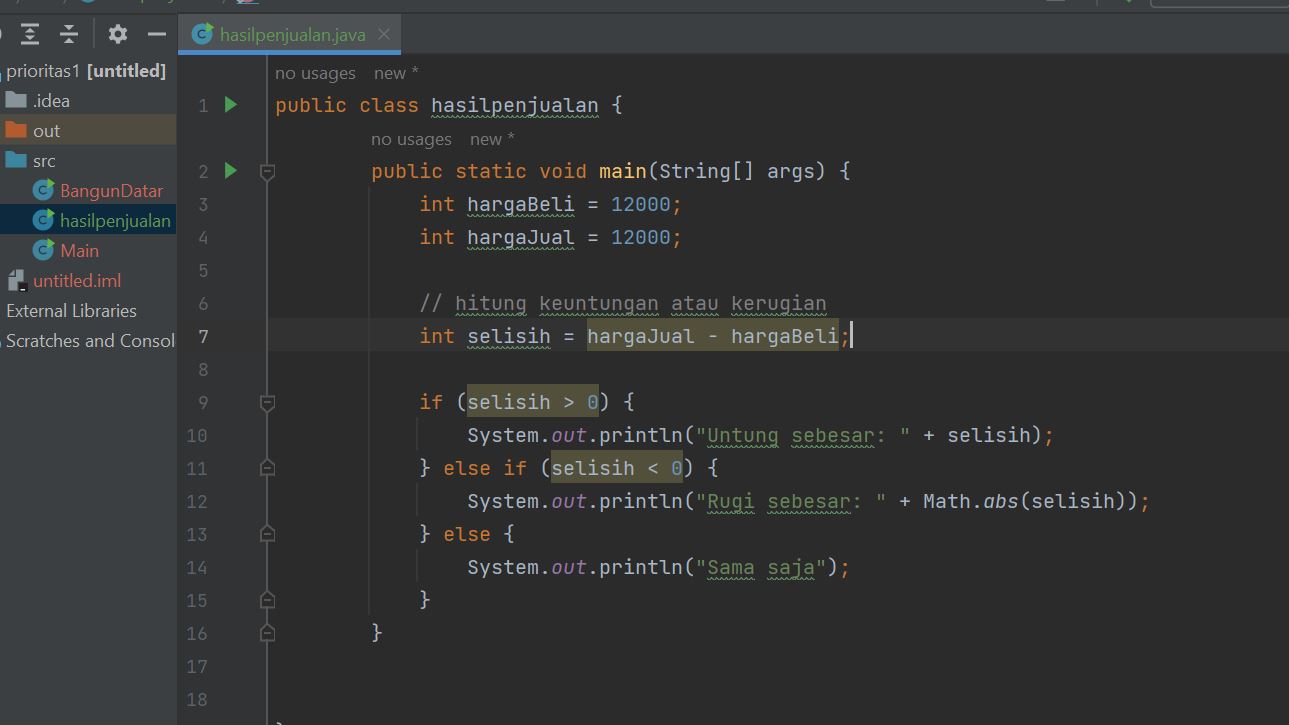 hasilpenjualan.java
prioritas1 [untitled]
.idea
out
src
BangunDatar
hasilpenjualan
Main
untitled.iml
External Libraries
Scratches and Consol
no usages new *
1 public class hasilpenjualan {
no usages new *
2 public static void main(String[] args) {
3 int hargaBeli = 12000;
4 int hargaJual = 12000;
5
6 // hitung keuntungan atau kerugian
7 int selisih = hargaJual - hargaBeli;
8
9 if (selisih > 0) {
10 System.out.println("Untung sebesar: " + selisih);
11 } else if (selisih < 0) {
12 System.out.println("Rugi sebesar: " + Math.abs(selisih));
13 } else {
14 System.out.println("Sama saja");
15 }
16 }
17
18